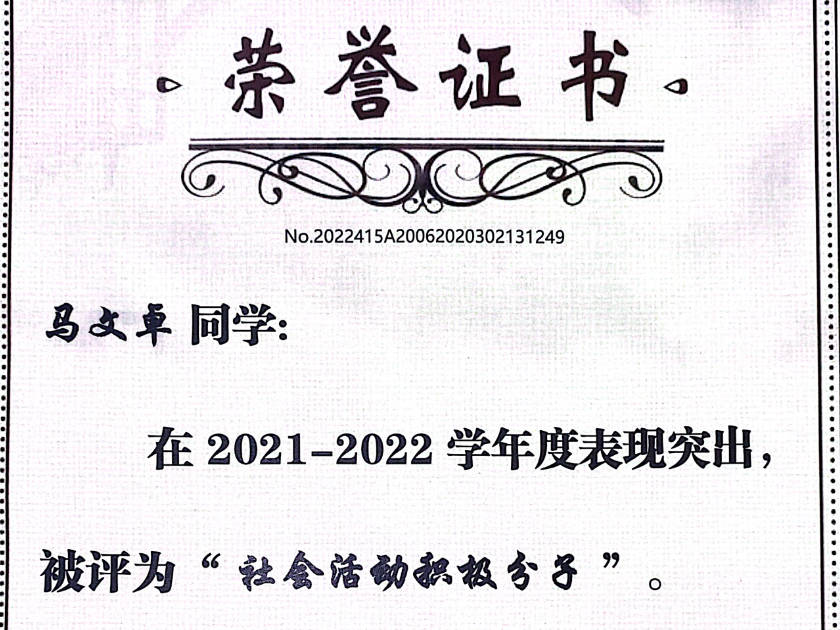 荣誉证书
No.2022415A20062020302131249
马文卓 同学:
在 2021-2022 学年度表现突出，
被评为“ 社会活动积极分子 ”。